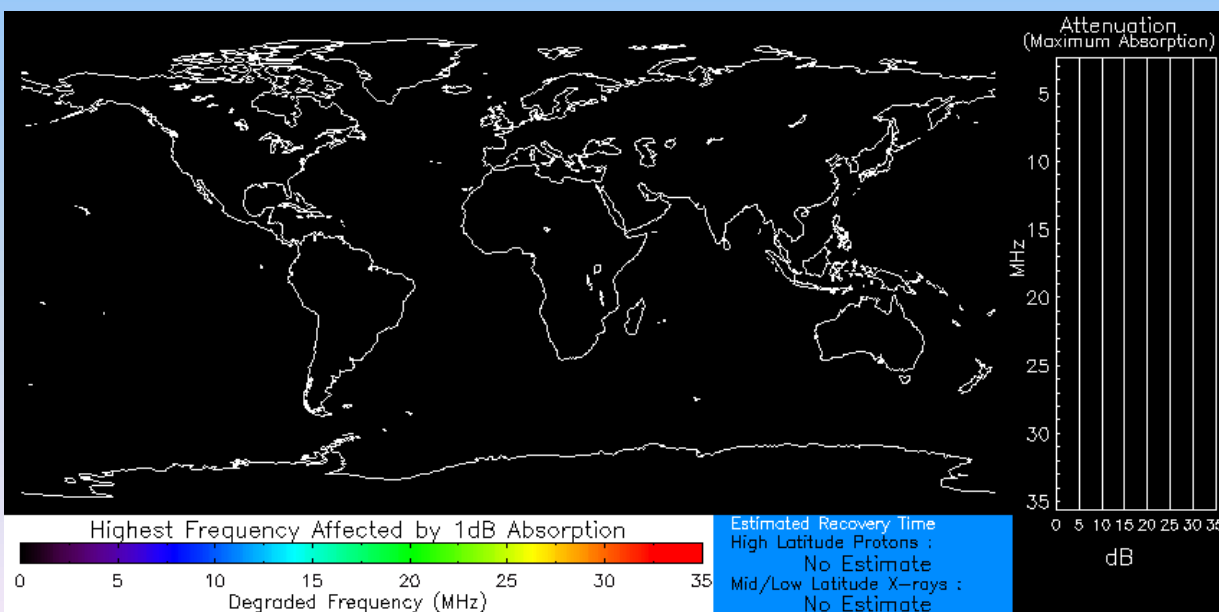 Attenuation
(Maximum Absorption)
5
10
15
20
25
30
35
MHz
0 5 10 15 20 25 30 35
dB
Highest Frequency Affected by 1dB Absorption
0 5 10 15 20 25 30 35
Degraded Frequency (MHz)
Estimated Recovery Time
High Latitude Protons :
No Estimate
Mid/Low Latitude X-rays :
No Estimate